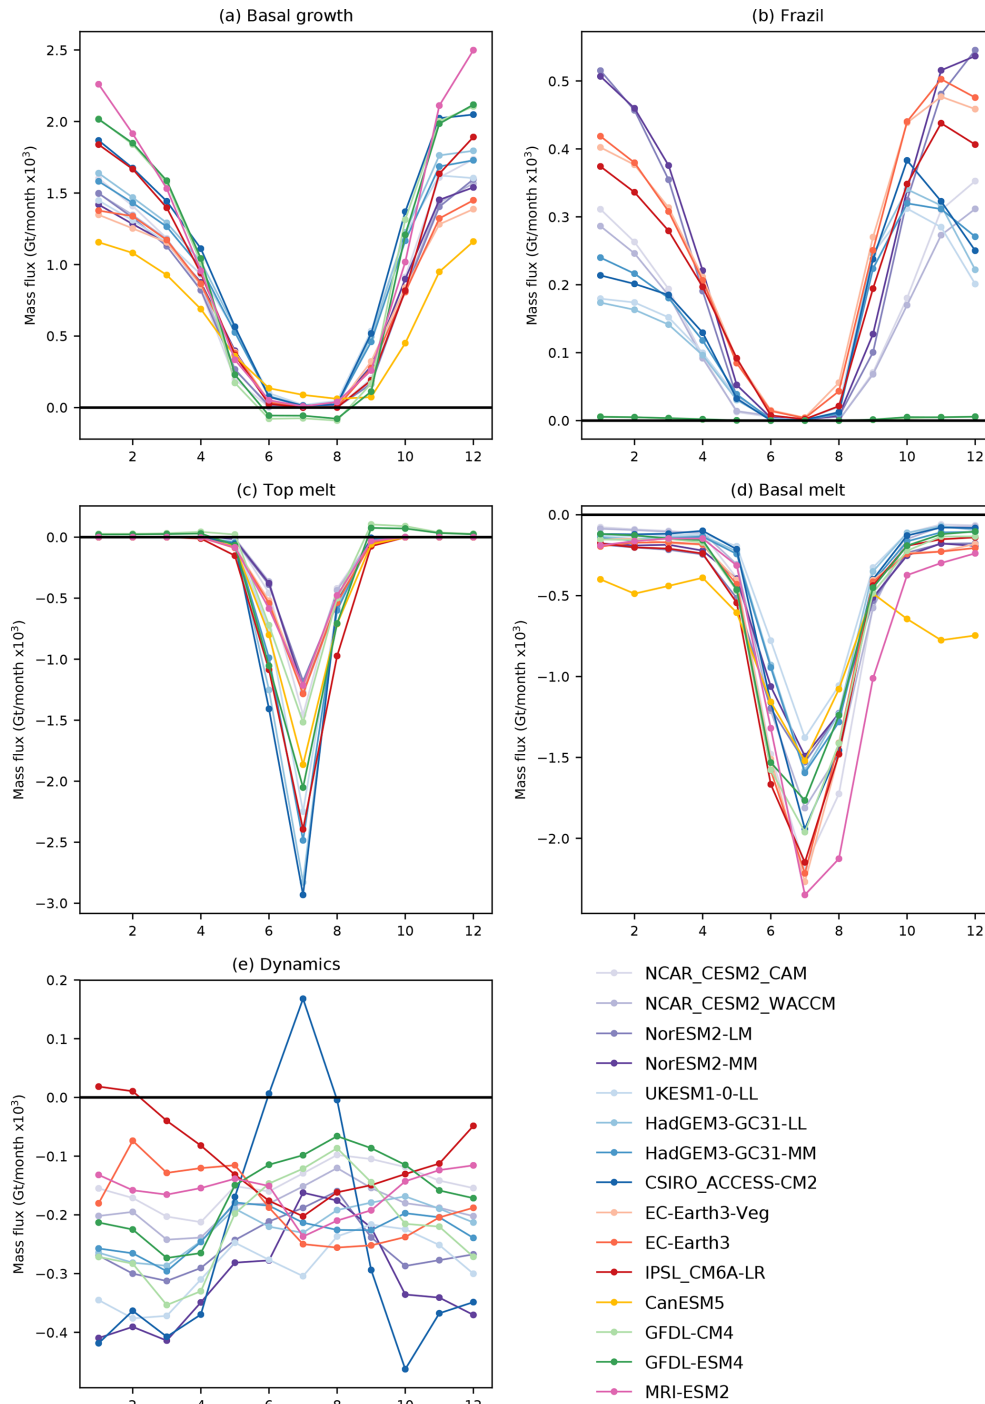 (a) Basal growth
Mass flux (Gt/month x10³)
2.5
2.0
1.5
1.0
0.5
0.0
2 4 6 8 10 12
(b) Frazil
Mass flux (Gt/month x10³)
0.5
0.4
0.3
0.2
0.1
0.0
2 4 6 8 10 12
(c) Top melt
Mass flux (Gt/month x10³)
0.0
−0.5
−1.0
−1.5
−2.0
−2.5
−3.0
2 4 6 8 10 12
(d) Basal melt
Mass flux (Gt/month x10³)
0.0
−0.5
−1.0
−1.5
−2.0
2 4 6 8 10 12
(e) Dynamics
Mass flux (Gt/month x10³)
0.2
0.1
0.0
−0.1
−0.2
−0.3
−0.4
2 4 6 8 10 12
NCAR_CESM2_CAM
NCAR_CESM2_WACCM
NorESM2-LM
NorESM2-MM
UKESM1-0-LL
HadGEM3-GC31-LL
HadGEM3-GC31-MM
CSIRO_ACCESS-CM2
EC-Earth3-Veg
EC-Earth3
IPSL_CM6A-LR
CanESM5
GFDL-CM4
GFDL-ESM4
MRI-ESM2